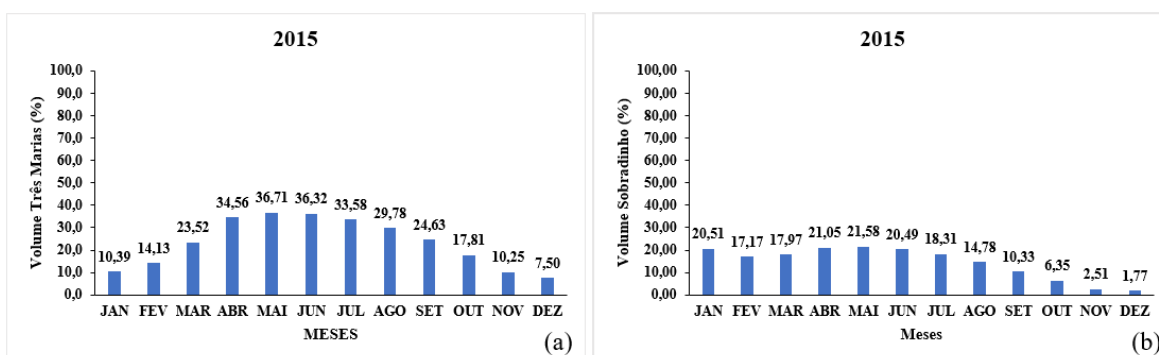 2015
Volume Três Marias (%)
100,0
90,0
80,0
70,0
60,0
50,0
40,0
30,0
20,0
10,0
0,0
10,39 14,13 23,52 34,56 36,71 36,32 33,58 29,78 24,63 17,81 10,25 7,50
JAN FEV MAR ABR MAI JUN JUL AGO SET OUT NOV DEZ
MESES
(a)
2015
Volume Sobradinho (%)
100,00
90,00
80,00
70,00
60,00
50,00
40,00
30,00
20,00
10,00
0,00
20,51 17,17 17,97 21,05 21,58 20,49 18,31 14,78 10,33 6,35 2,51 1,77
JAN FEV MAR ABR MAI JUN JUL AGO SET OUT NOV DEZ
Meses
(b)